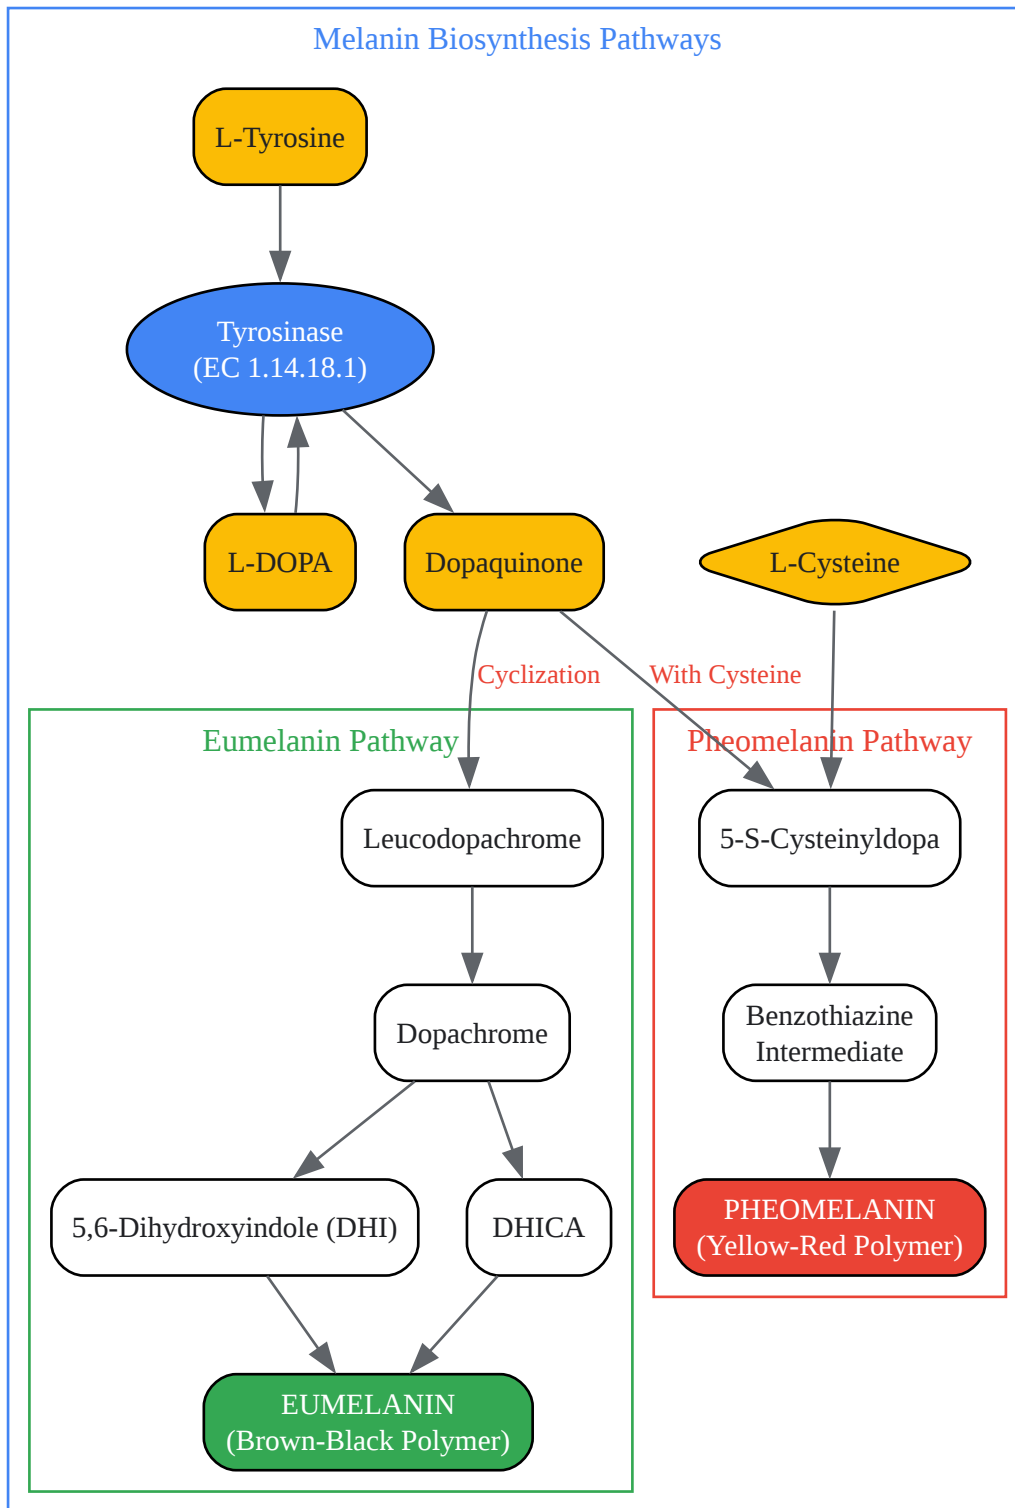 Melanin Biosynthesis Pathways
L-Tyrosine
Tyrosinase
(EC 1.14.18.1)
L-DOPA
Dopaquinone
L-Cysteine
Cyclization
With Cysteine
Eumelanin Pathway
Pheomelanin Pathway
Leucodopachrome
5-S-Cysteinyldopa
Dopachrome
Benzothiazine
Intermediate
5,6-Dihydroxyindole (DHI)
DHICA
PHEOMELANIN
(Yellow-Red Polymer)
EUMELANIN
(Brown-Black Polymer)